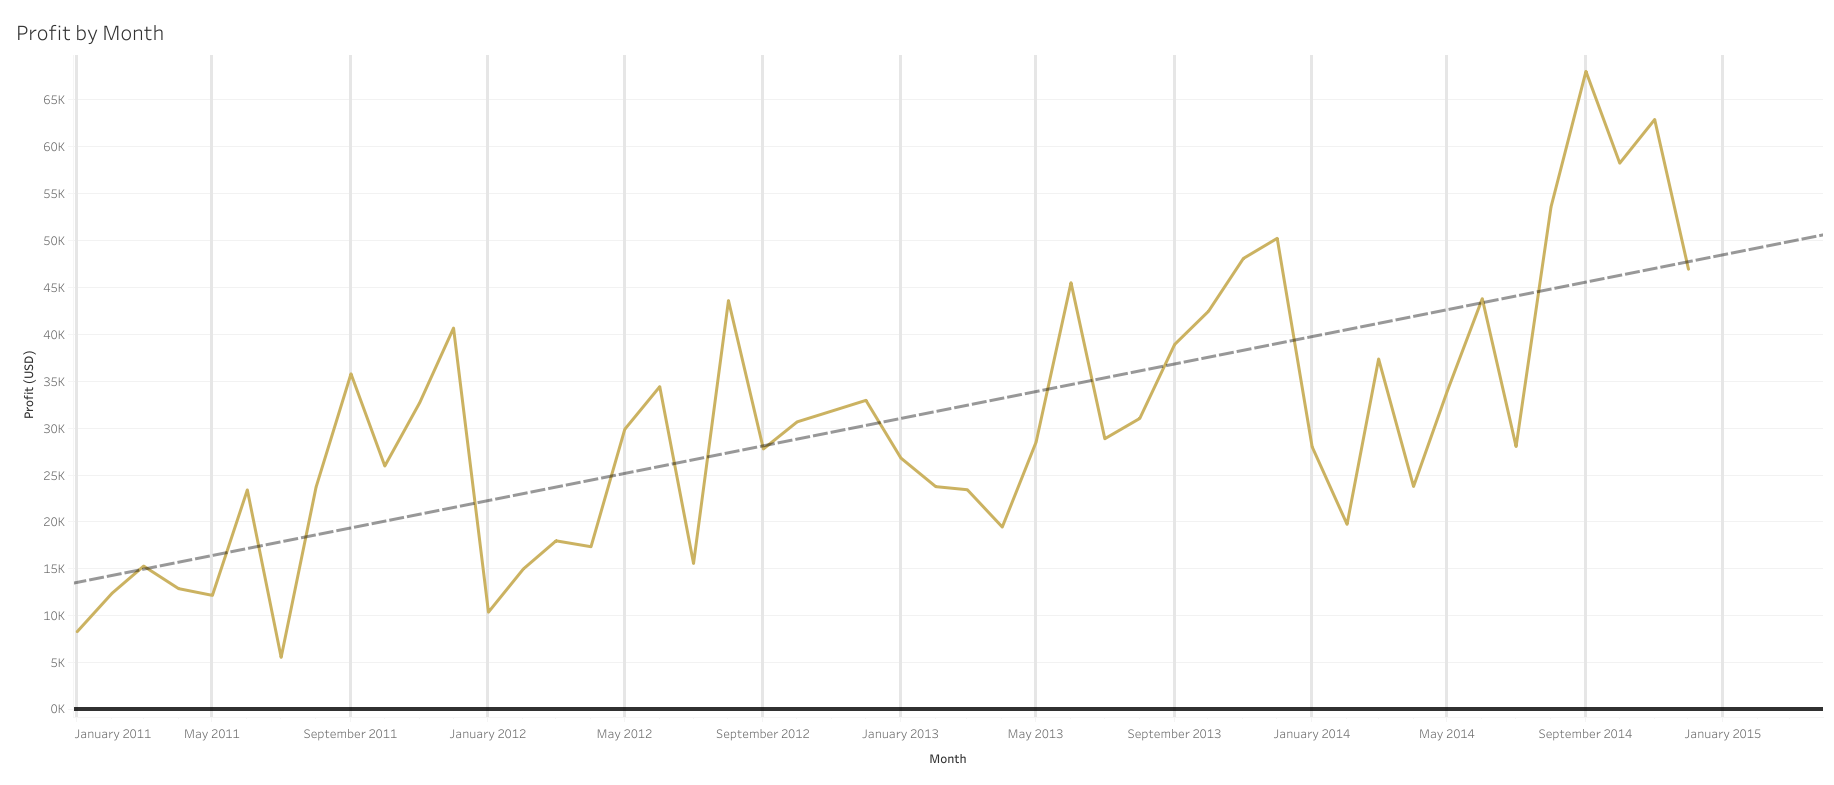 Profit by Month
65K
60K
55K
50K
45K
40K
35K
30K
25K
20K
15K
10K
5K
0K
Profit (USD)
January 2011 May 2011 September 2011 January 2012 May 2012 September 2012 January 2013 May 2013 September 2013 January 2014 May 2014 September 2014 January 2015
Month